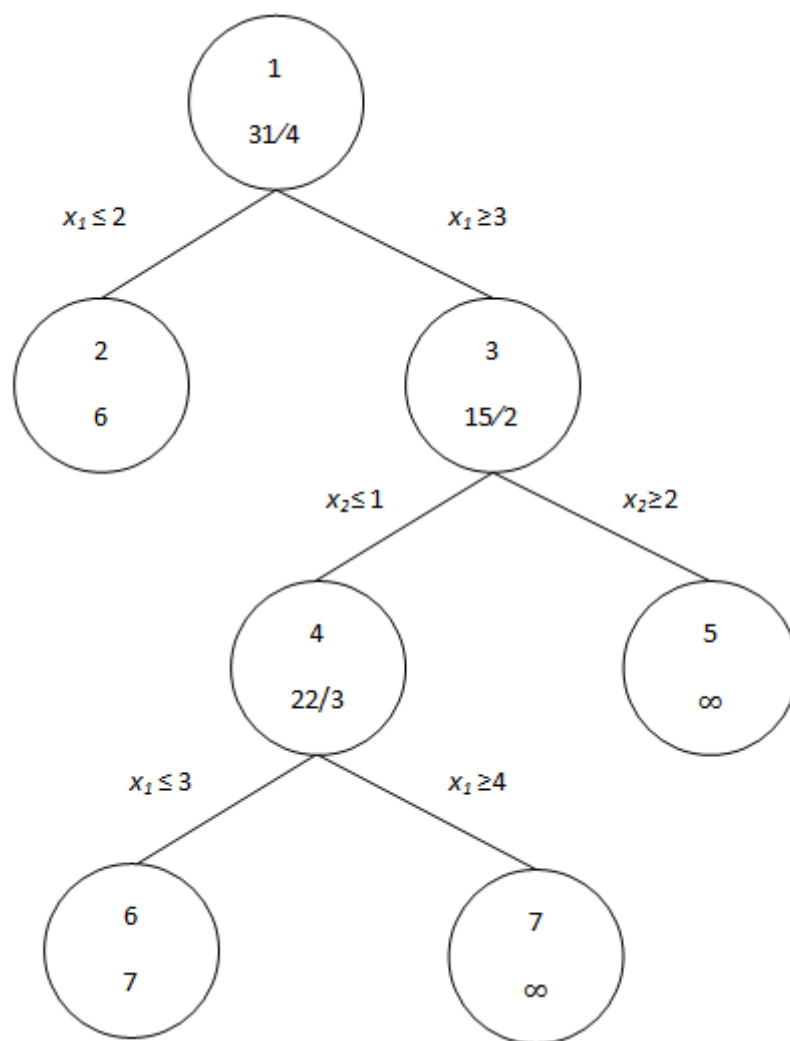 1
31/4
x₁ ≤ 2
x₁ ≥3
2
6
3
15/2
x₂≤ 1
x₂≥2
4
22/3
5
∞
x₁ ≤ 3
x₁ ≥4
6
7
7
∞